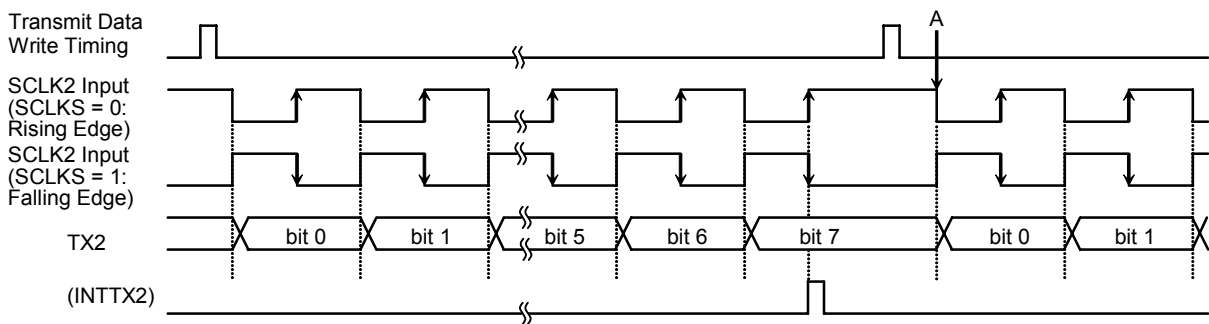 Transmit Data
Write Timing
A
SCLK2 Input
(SCLKS = 0:
Rising Edge)
SCLK2 Input
(SCLKS = 1:
Falling Edge)
TX2
bit 0
bit 1
bit 5
bit 6
bit 7
bit 0
bit 1
(INTTX2)